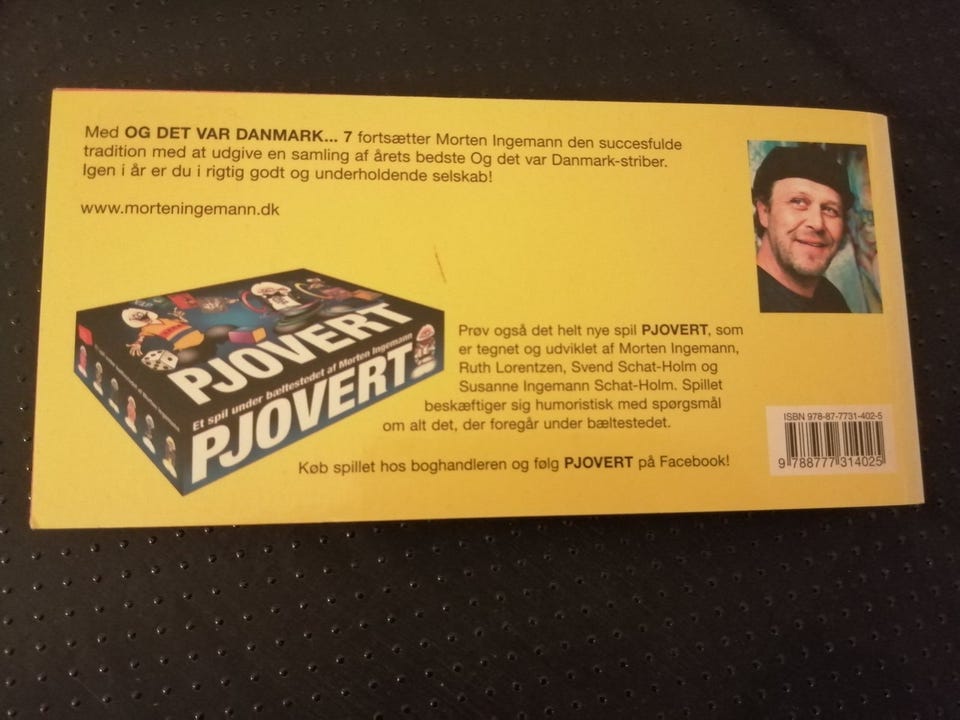 Med OG DET VAR DANMARK... 7 fortsætter Morten Ingemann den succesfulde
tradition med at udgive en samling af årets bedste Og det var Danmark-striber.
Igen i år er du i rigtig godt og underholdende selskab!
www.morteningemann.dk
PJOVERT
Et spil under bæltestedet af Morten Ingemann
PJOVERT
Prøv også det helt nye spil PJOVERT, som
er tegnet og udviklet af Morten Ingemann,
Ruth Lorentzen, Svend Schat-Holm og
Susanne Ingemann Schat-Holm. Spillet
beskæftiger sig humoristisk med spørgsmål
om alt det, der foregår under bæltestedet.
Køb spillet hos boghandleren og følg PJOVERT på Facebook!
ISBN 978-87-7731-402-5
9 788777 314025